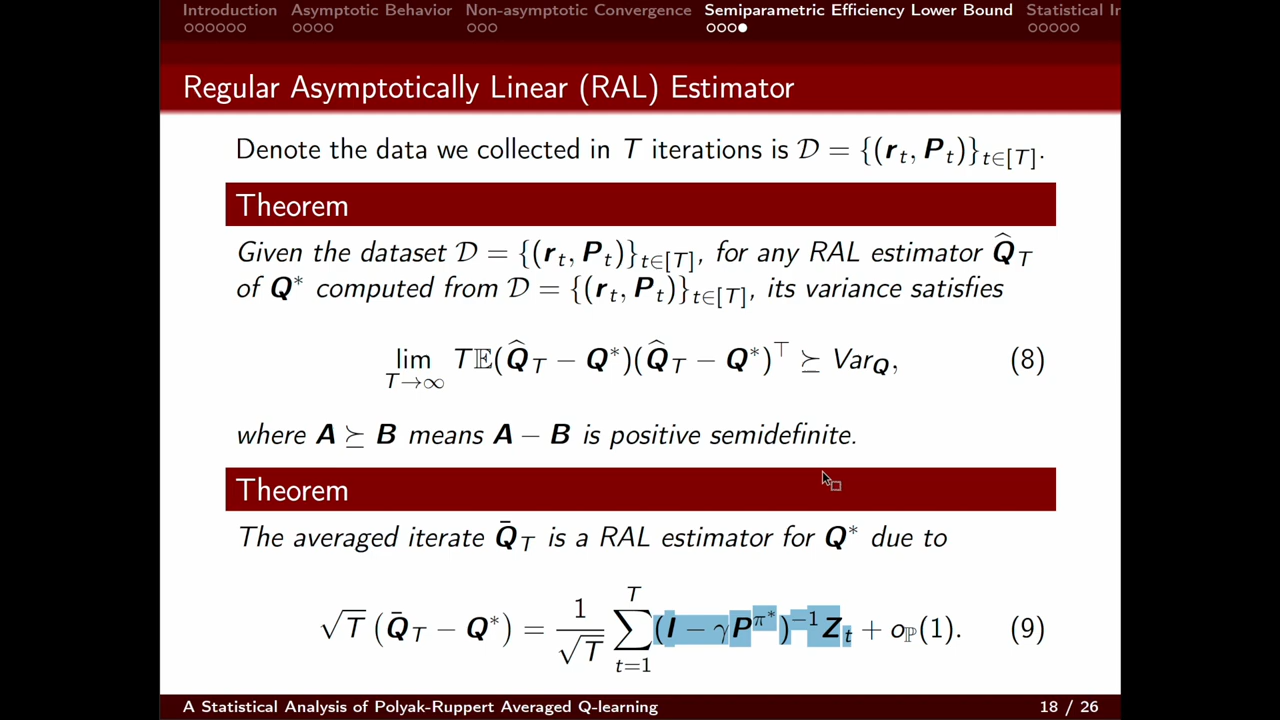 Introduction Asymptotic Behavior Non-asymptotic Convergence Semiparametric Efficiency Lower Bound Statistical In
Regular Asymptotically Linear (RAL) Estimator
Denote the data we collected in T iterations is 𝒟 = {(r_t, P_t)}_{t∈[T]}.
Theorem
Given the dataset 𝒟 = {(r_t, P_t)}_{t∈[T]}, for any RAL estimator Q̂_T
of Q* computed from 𝒟 = {(r_t, P_t)}_{t∈[T]}, its variance satisfies
lim_{T→∞} T𝔼(Q̂_T − Q*)(Q̂_T − Q*)^⊤ ⪰ Var_Q, (8)
where A ⪰ B means A − B is positive semidefinite.
Theorem
The averaged iterate Q̄_T is a RAL estimator for Q* due to
√T (Q̄_T − Q*) = 1/√T ∑_{t=1}^{T} (I − γP^{π*})^{−1} Z_t + o_ℙ(1). (9)
A Statistical Analysis of Polyak-Ruppert Averaged Q-learning 18 / 26